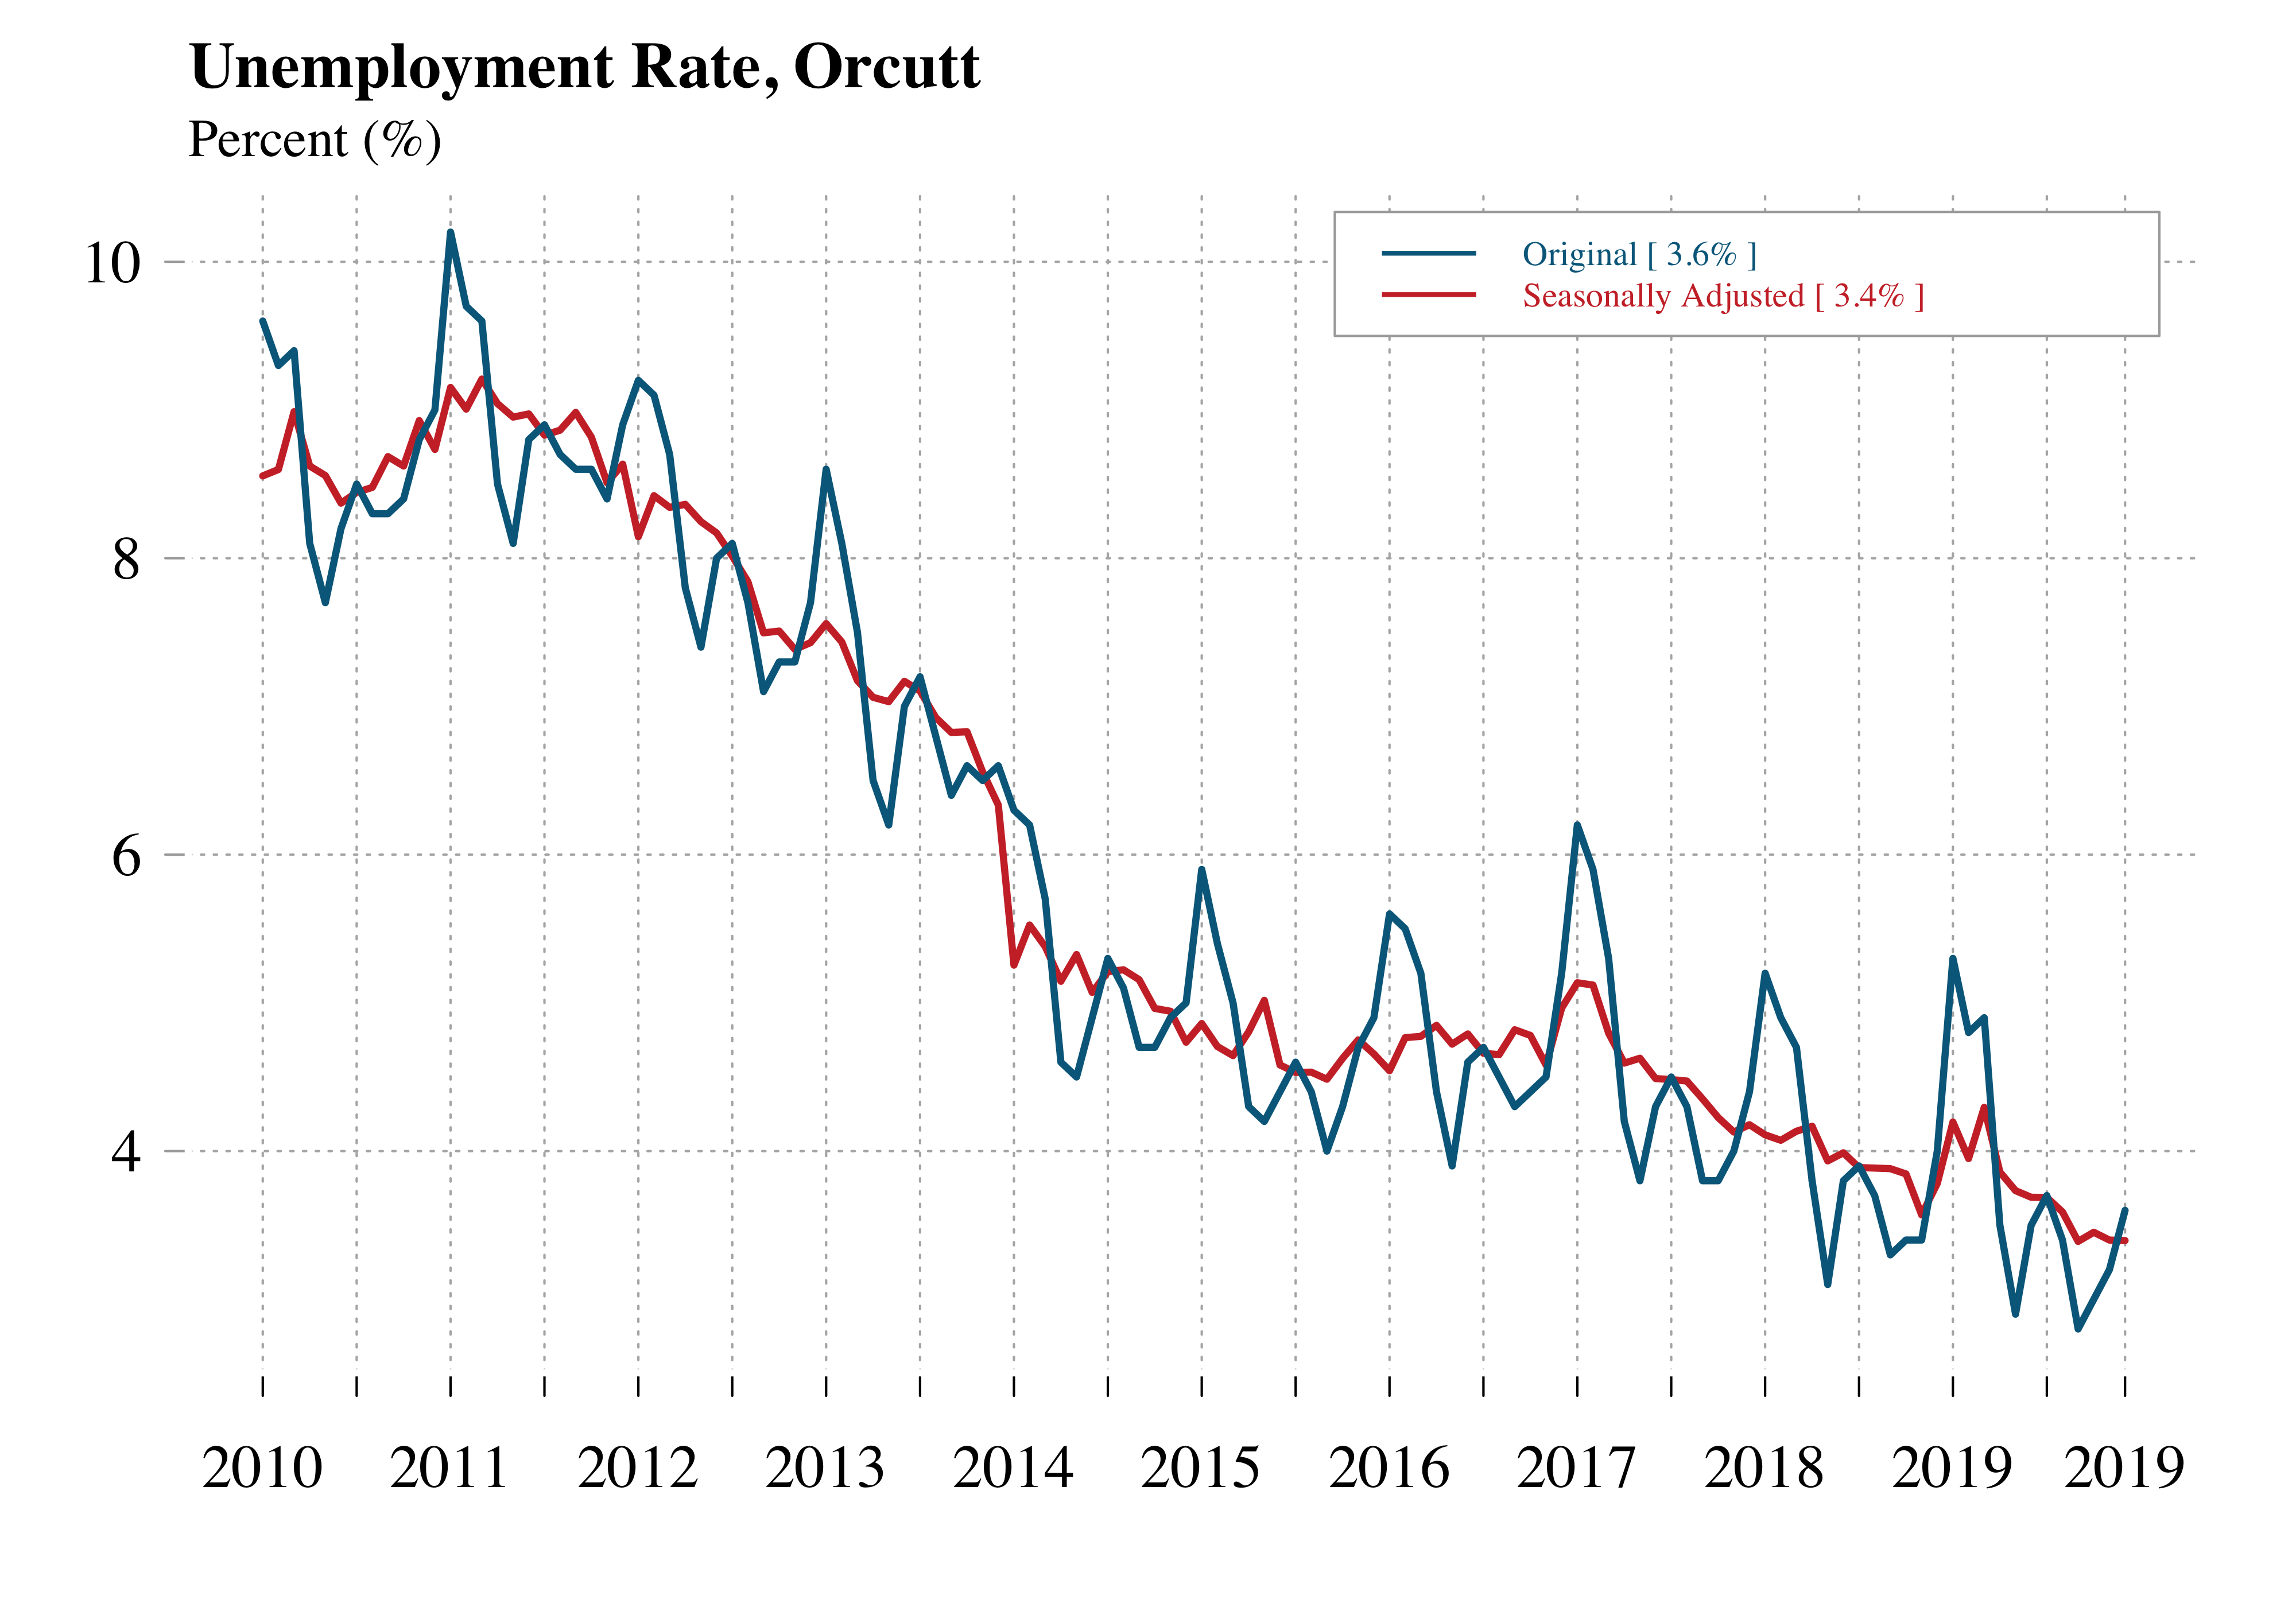 Unemployment Rate, Orcutt
Percent (%)
Original [ 3.6% ]
Seasonally Adjusted [ 3.4% ]
10
8
6
4
2010 2011 2012 2013 2014 2015 2016 2017 2018 2019 2019